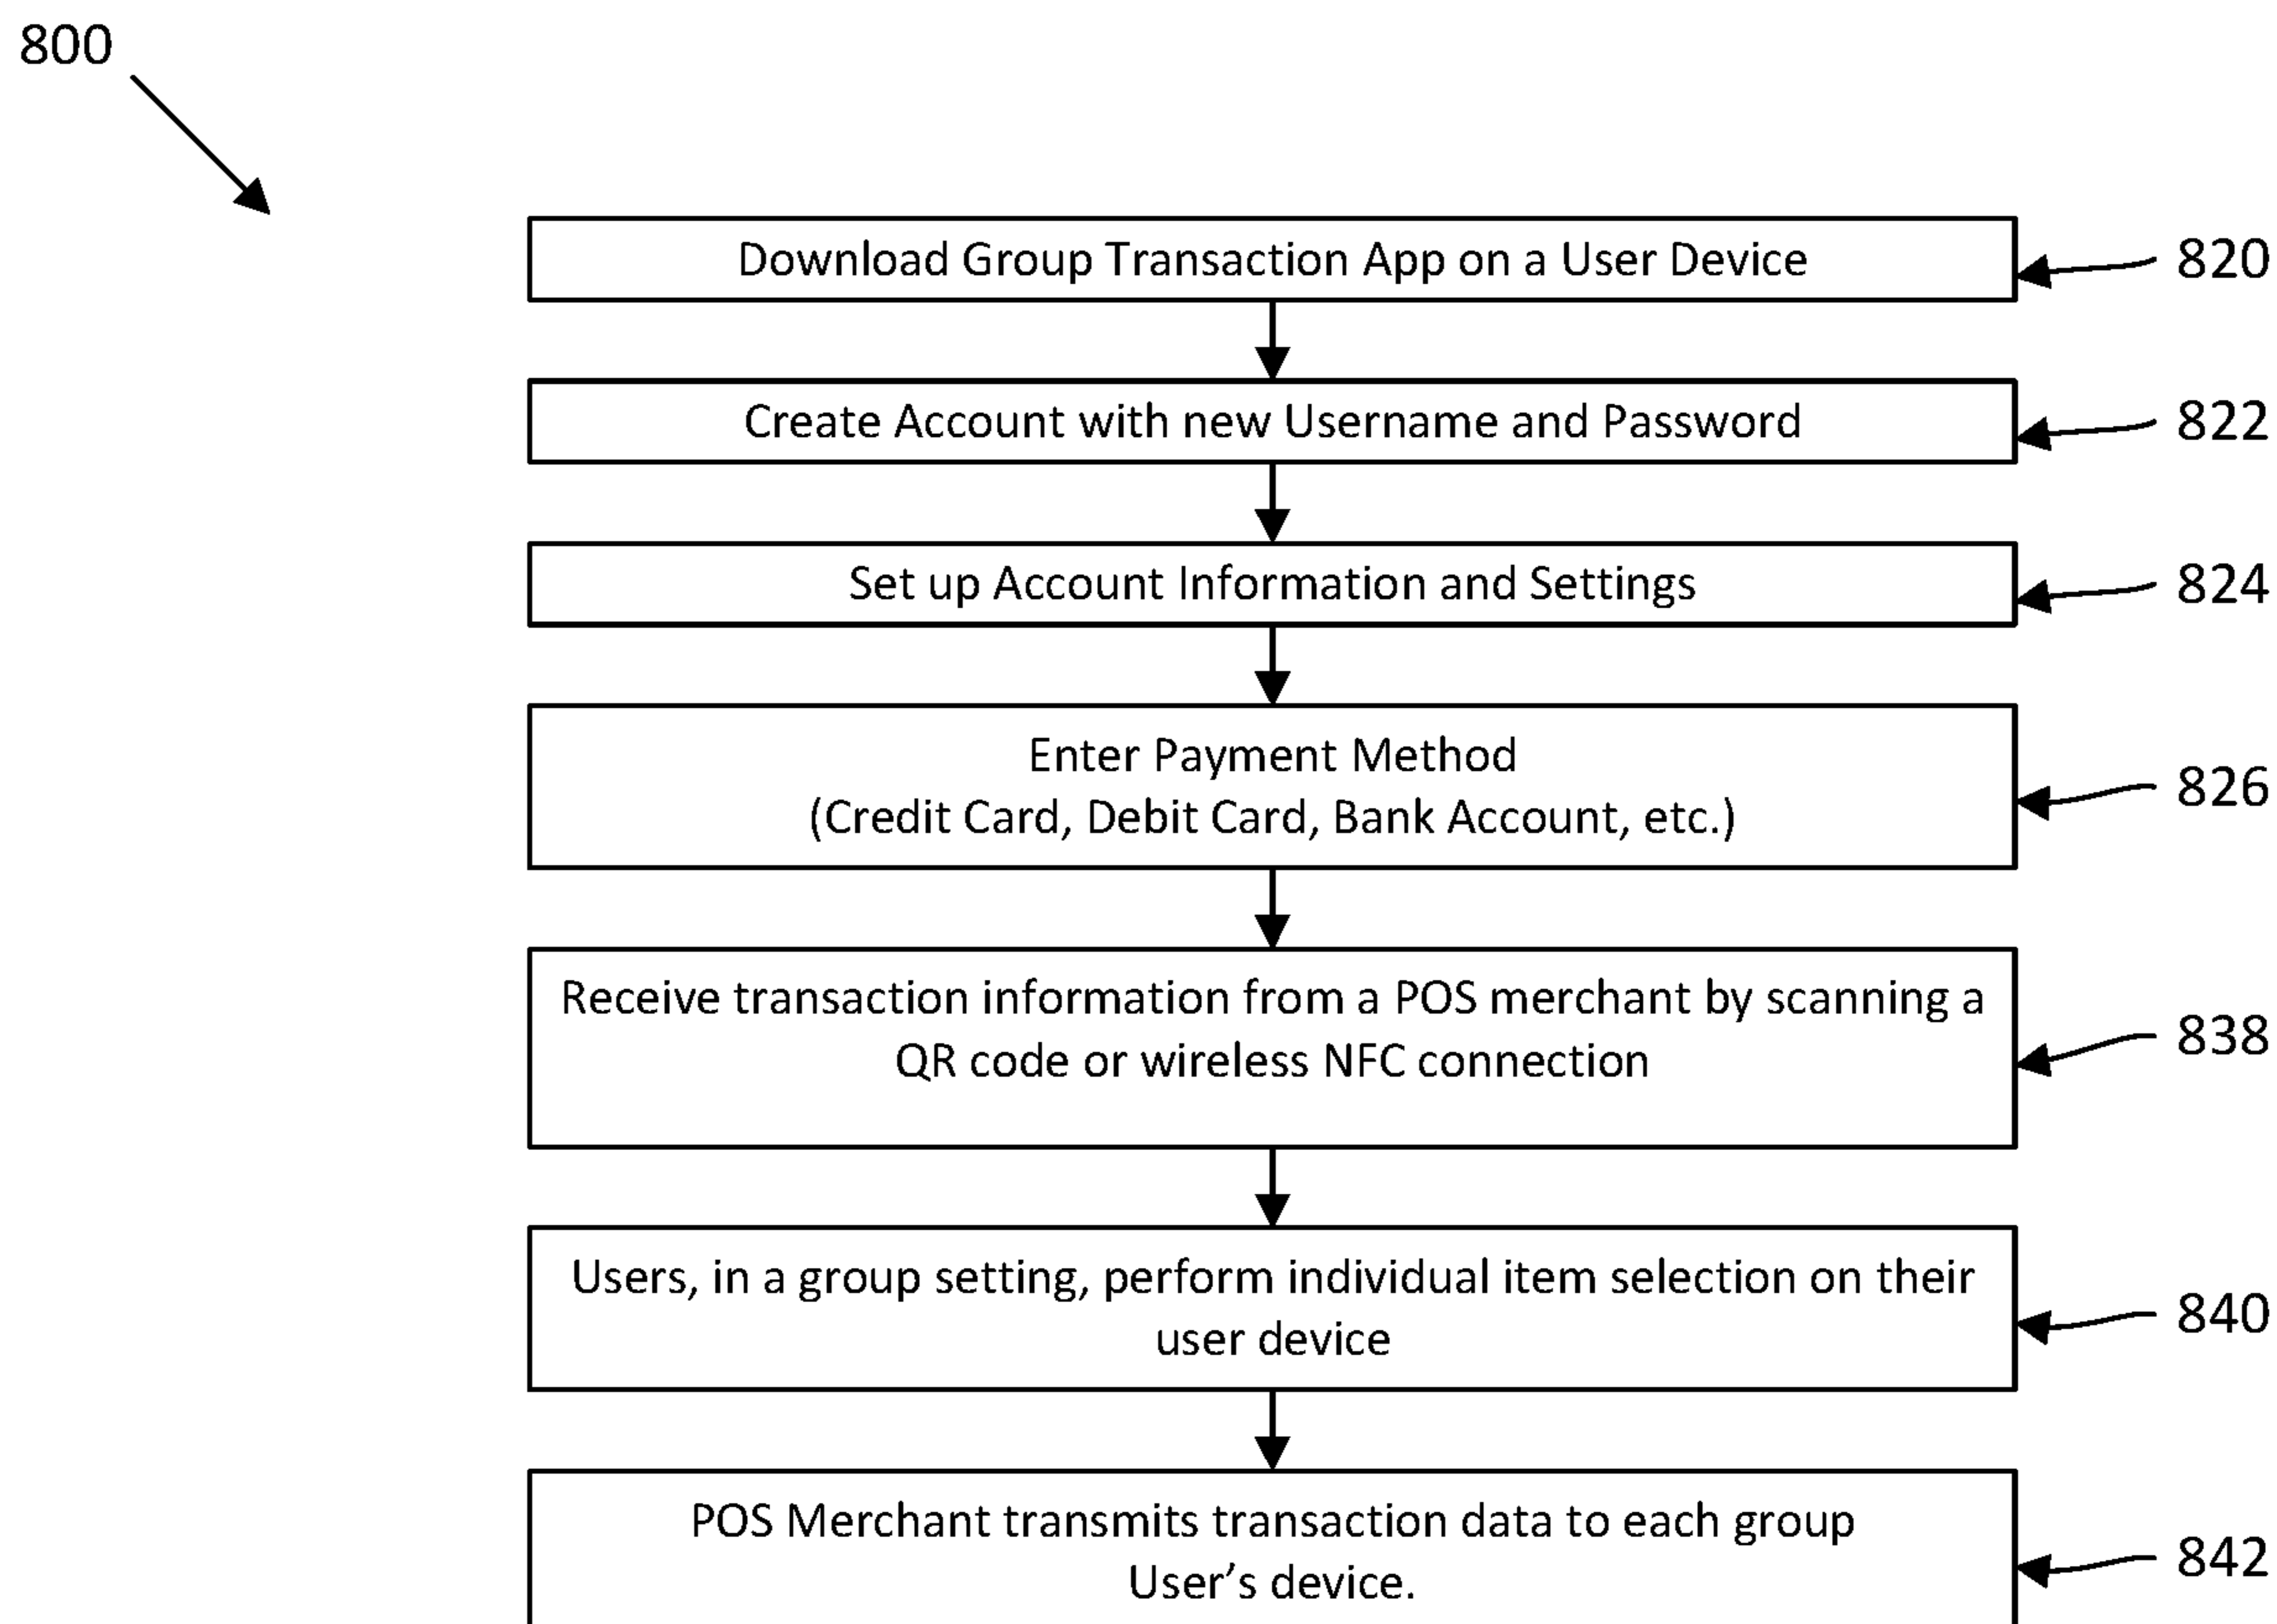 800
Download Group Transaction App on a User Device
820
Create Account with new Username and Password
822
Set up Account Information and Settings
824
Enter Payment Method
(Credit Card, Debit Card, Bank Account, etc.)
826
Receive transaction information from a POS merchant by scanning a
QR code or wireless NFC connection
838
Users, in a group setting, perform individual item selection on their
user device
840
POS Merchant transmits transaction data to each group
User’s device.
842